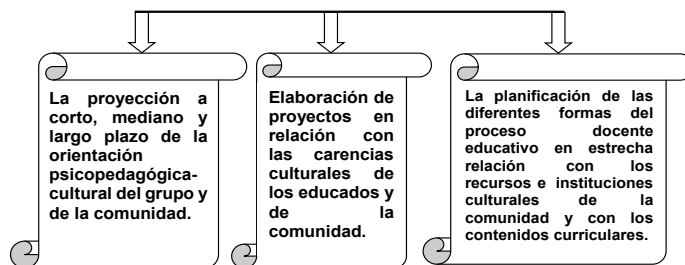 La proyección a
corto, mediano y
largo plazo de la
orientación
psicopedagógica-
cultural del grupo y
de la comunidad.
Elaboración de
proyectos en
relación con
las carencias
culturales de
los educados y
de la
comunidad.
La planificación de las
diferentes formas del
proceso docente
educativo en estrecha
relación con los
recursos e instituciones
culturales de la
comunidad y con los
contenidos curriculares.